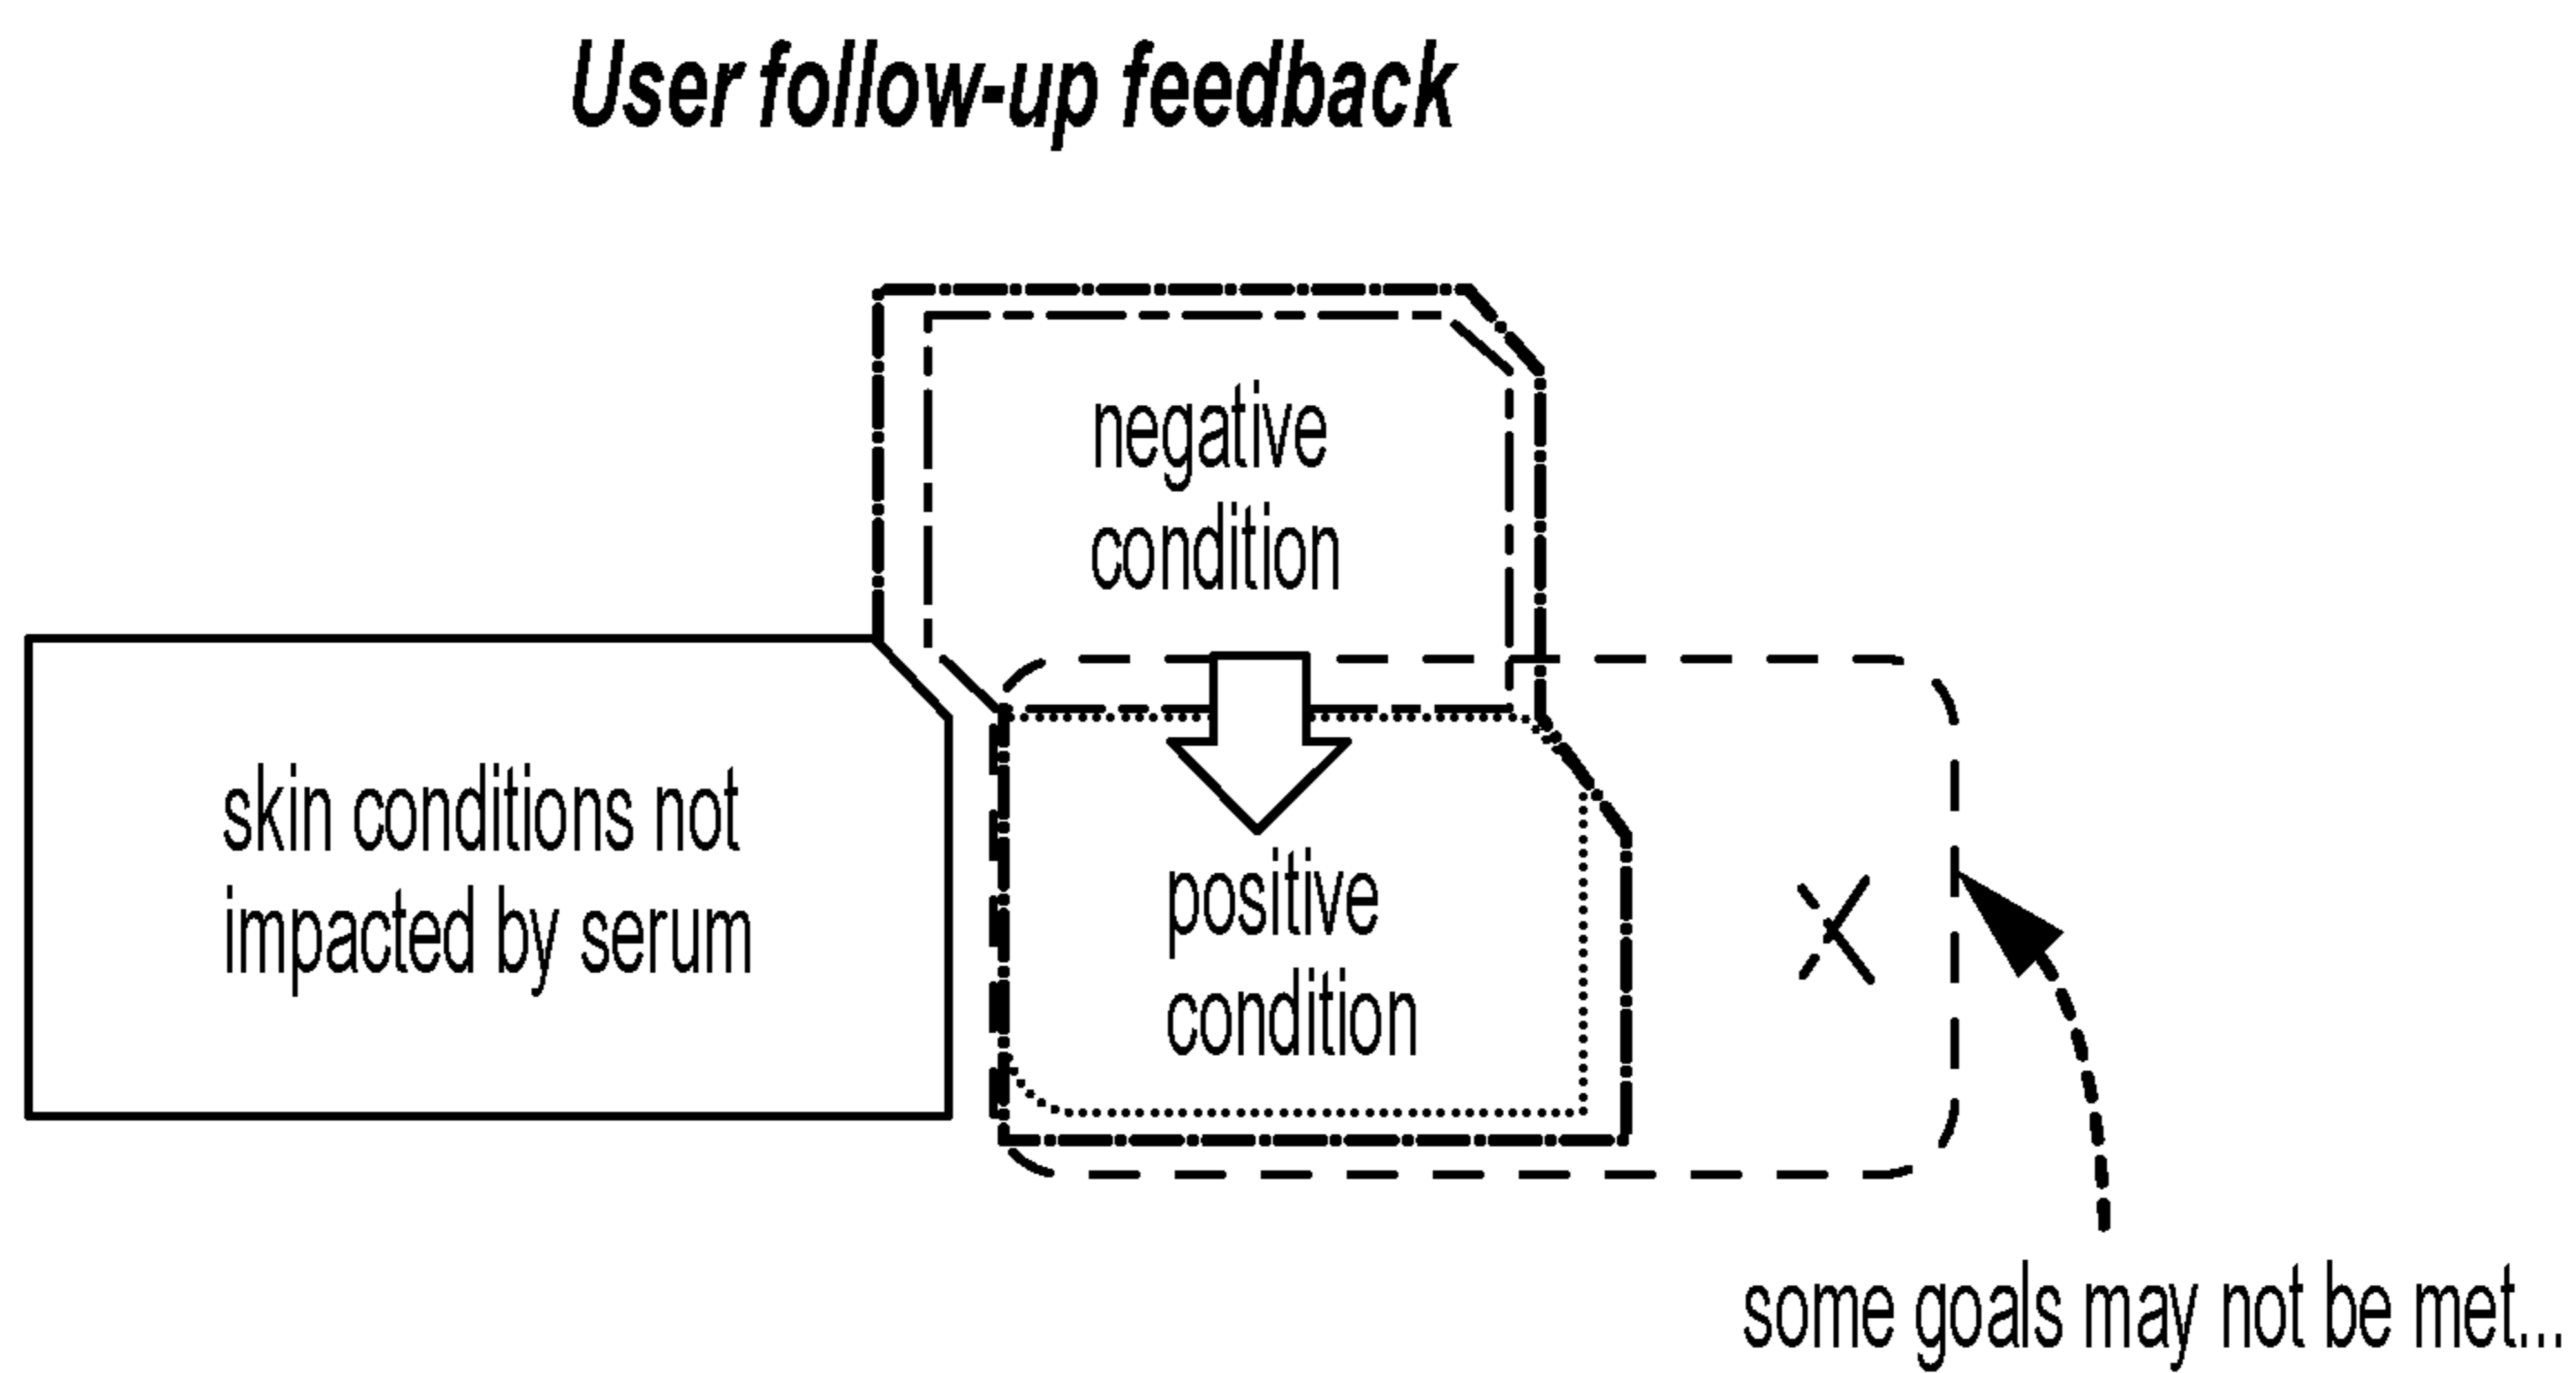 User follow-up feedback
negative
condition
skin conditions not
impacted by serum
positive
condition
X
some goals may not be met...